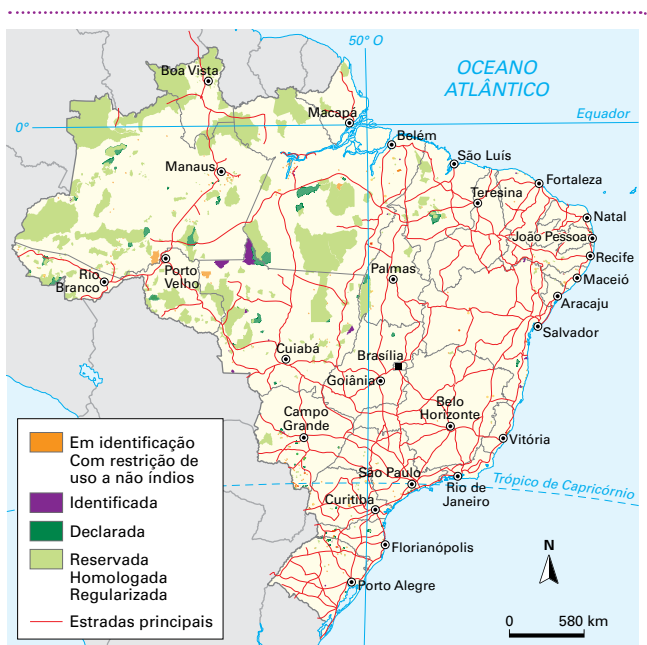 50° O
OCEANO
ATLÂNTICO
Boa Vista
Macapá
Equador
0°
Belém
São Luís
Manaus
Fortaleza
Teresina
Natal
João Pessoa
Recife
Porto
Velho
Rio
Branco
Palmas
Maceió
Aracaju
Salvador
Cuiabá
Brasília
Goiânia
Campo
Grande
Belo
Horizonte
Vitória
São Paulo
Rio de
Janeiro
Trópico de Capricórnio
Curitiba
Florianópolis
Porto Alegre
Em identificação
Com restrição de
uso a não índios
Identificada
Declarada
Reservada
Homologada
Regularizada
Estradas principais
N
0 580 km